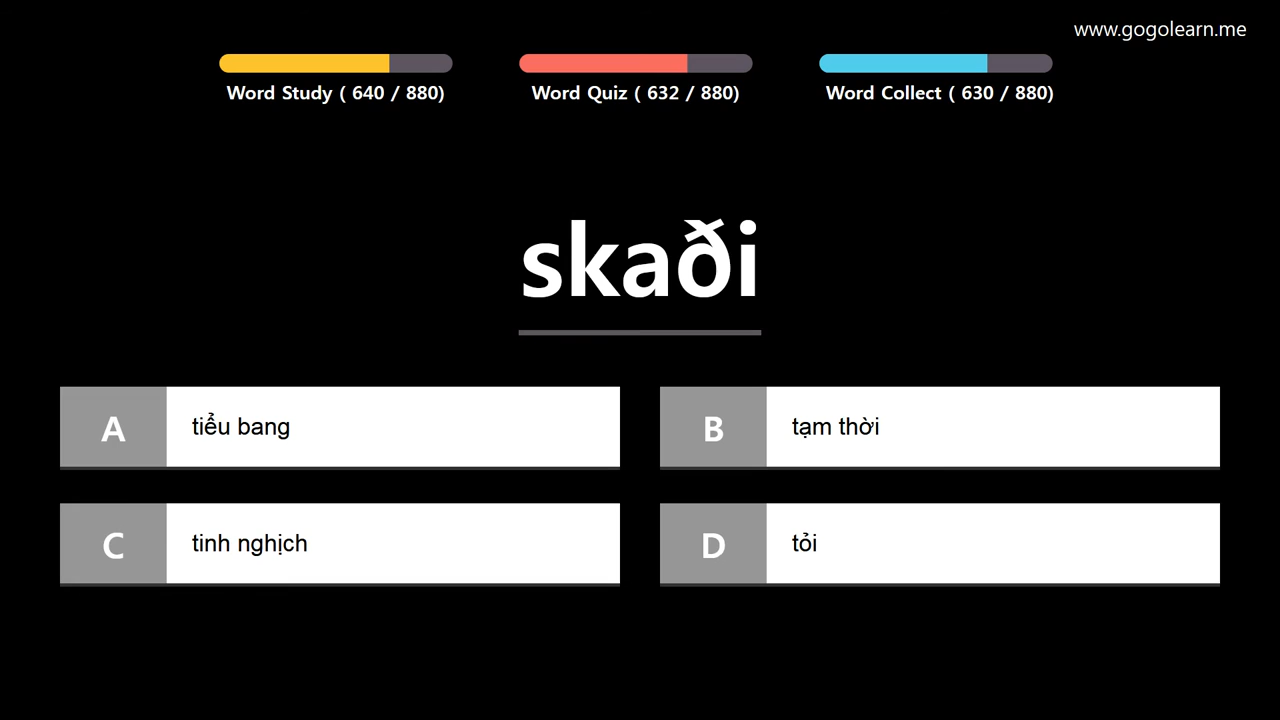 www.gogolearn.me
Word Study ( 640 / 880)
Word Quiz ( 632 / 880)
Word Collect ( 630 / 880)
skaði
A tiểu bang
B tạm thời
C tinh nghịch
D tỏi